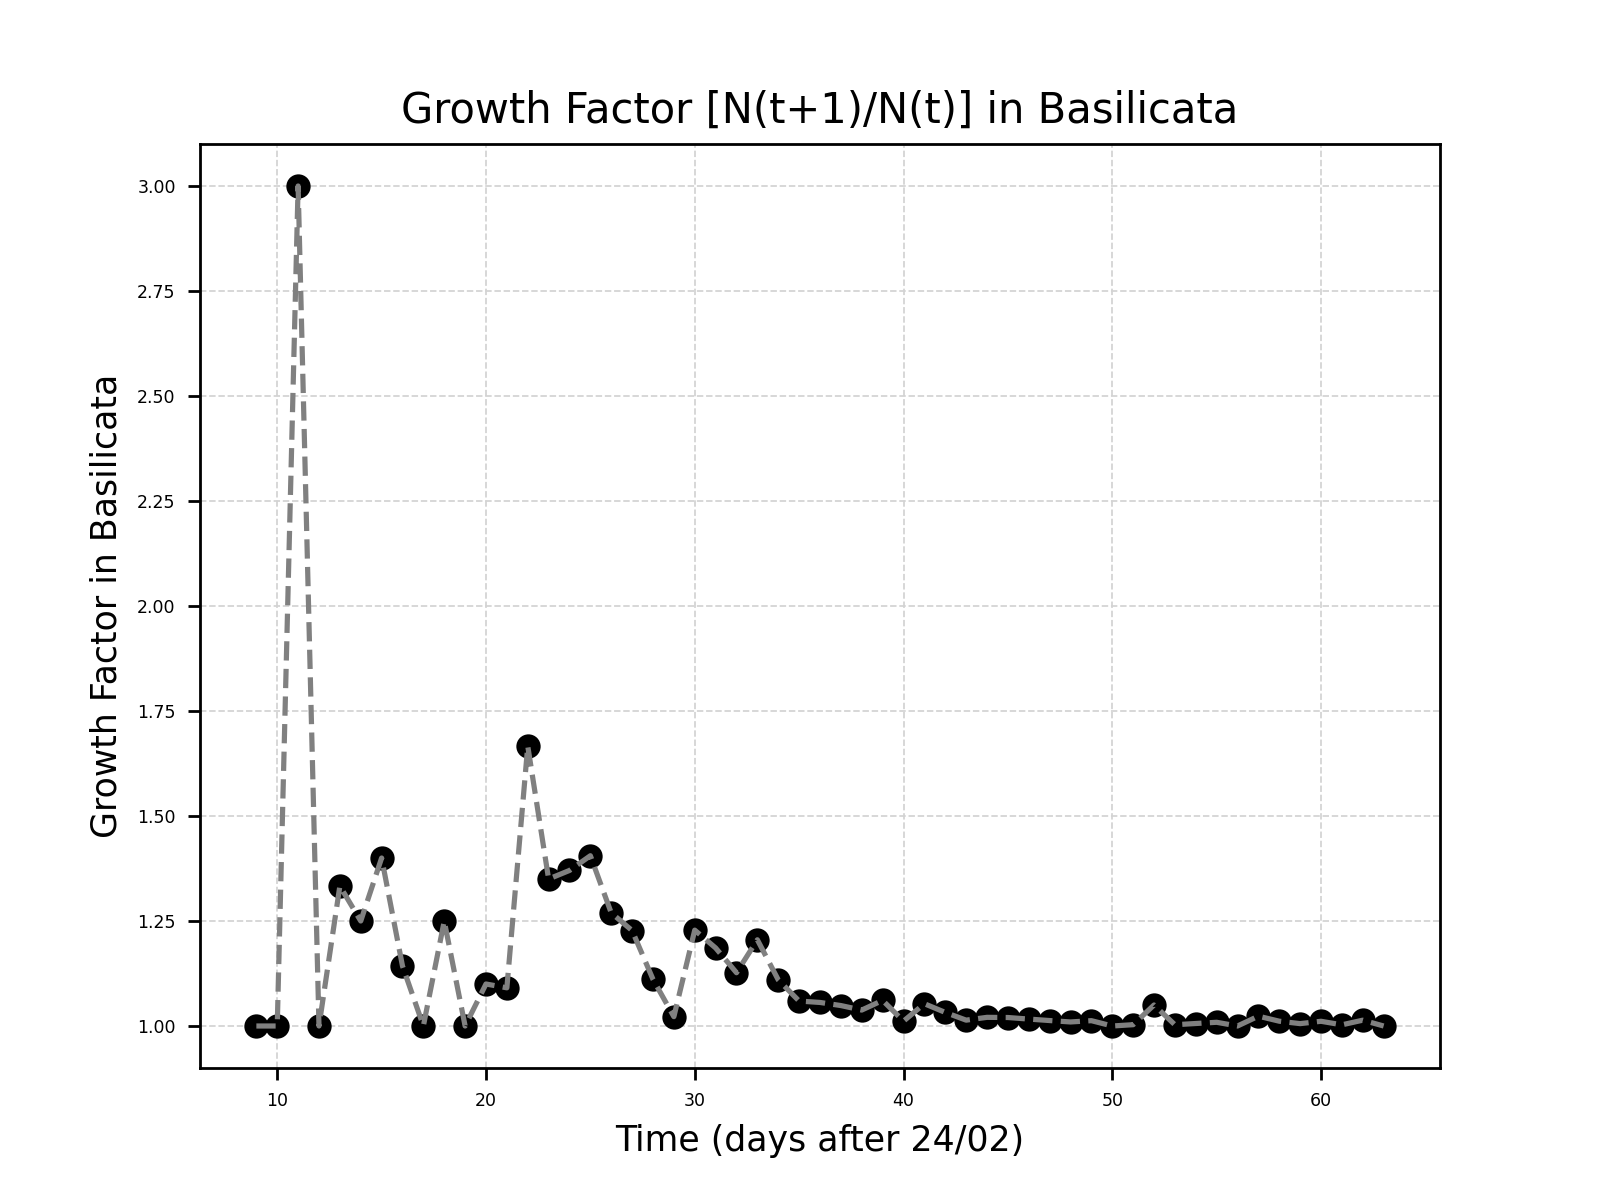 Growth Factor [N(t+1)/N(t)] in Basilicata
Growth Factor in Basilicata
3.00
2.75
2.50
2.25
2.00
1.75
1.50
1.25
1.00
10 20 30 40 50 60
Time (days after 24/02)